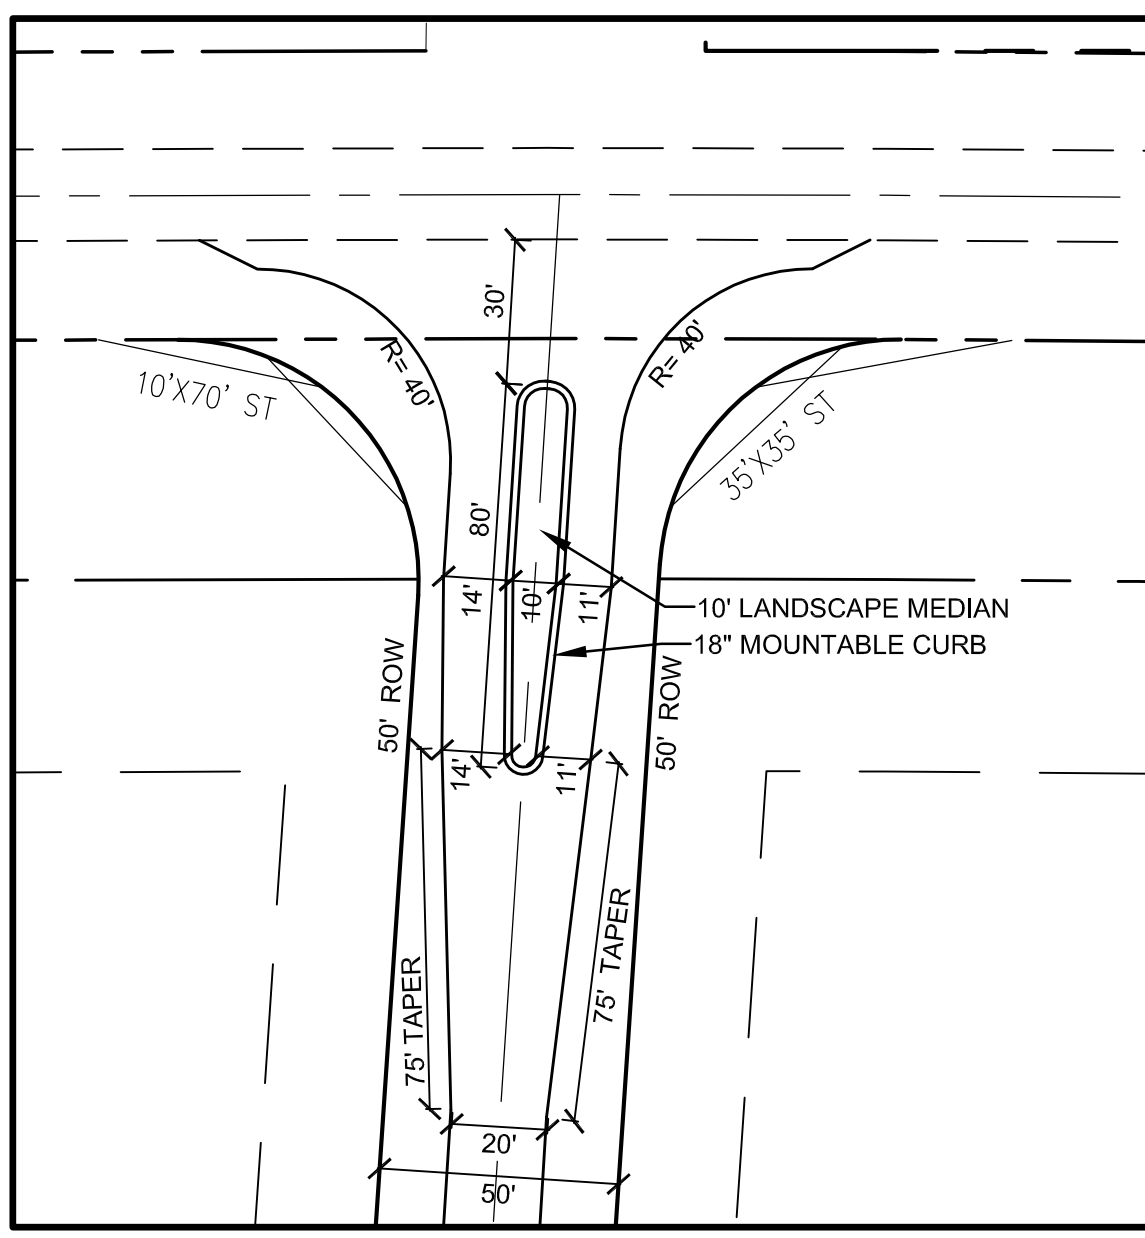 30'
R= 40'
R= 40'
10'X70' ST
35'X35' ST
80'
14'
10'
11'
10' LANDSCAPE MEDIAN
18" MOUNTABLE CURB
50' ROW
50' ROW
14'
11'
75' TAPER
75' TAPER
20'
50'